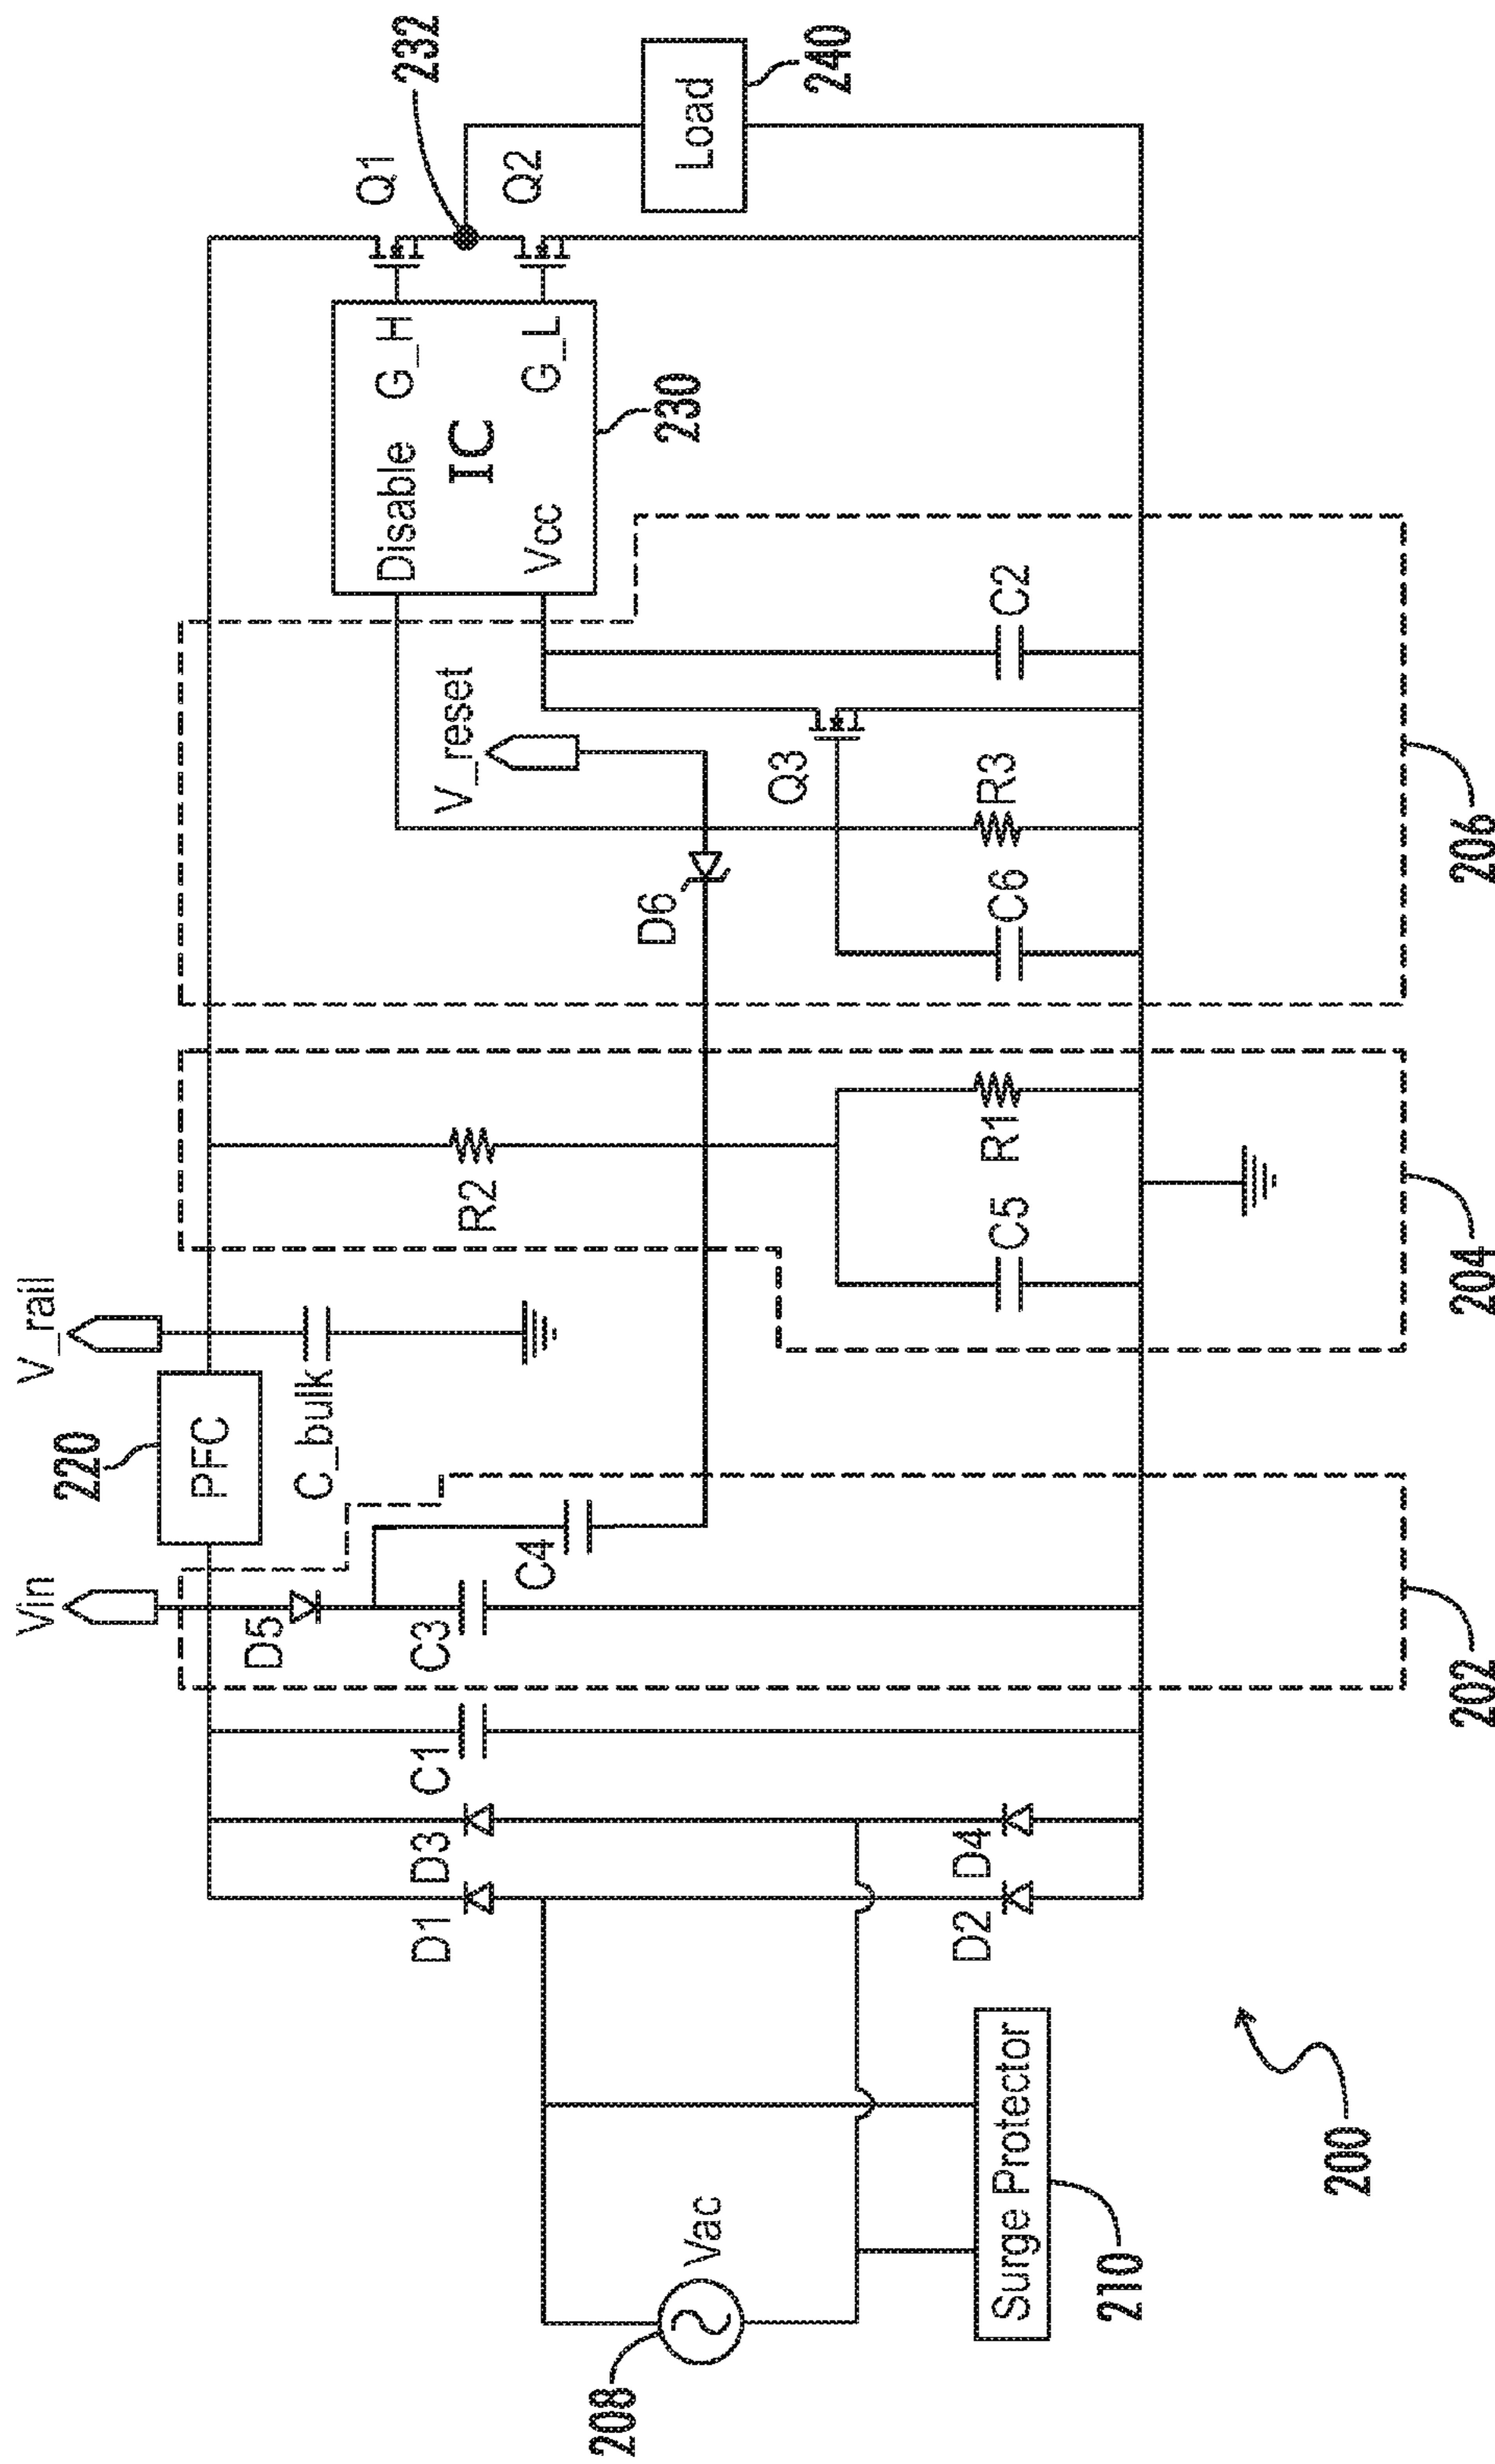 208
Vac
Surge Protector
210
200
D1
D3
D2
D4
C1
Vin
D5
C3
C4
202
220
PFC
V_rail
C_bulk
R2
C5
R1
204
D6
V_reset
Q3
C6
R3
C2
206
Disable
G_H
IC
Vcc
G_L
230
Q1
Q2
232
Load
240